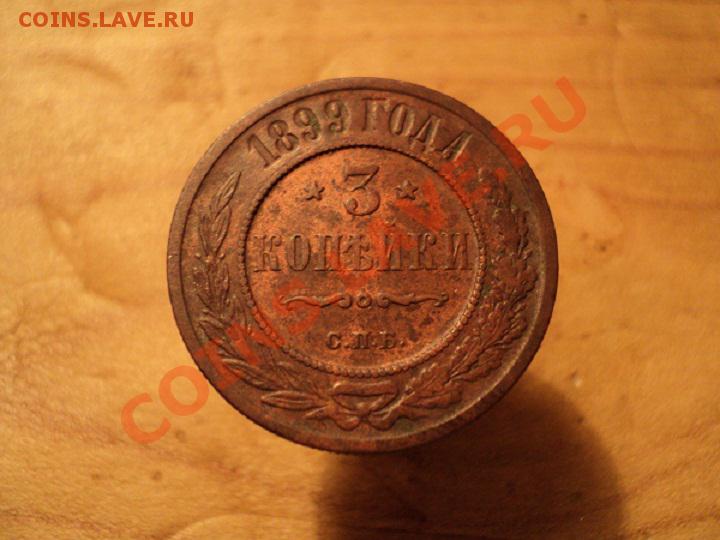 COINS.LAVE.RU
1899 ГОДА
3
КОПѢЙКИ
С.П.Б.
COINS.LAVE.RU